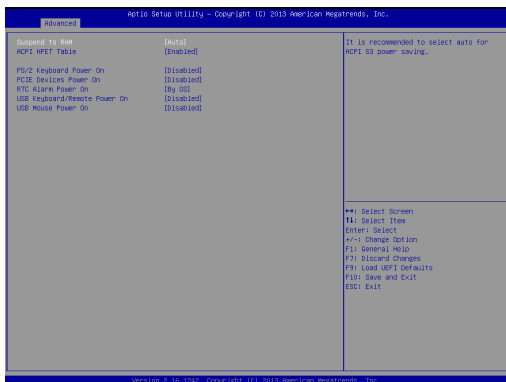 Aptio Setup Utility – Copyright (C) 2013 American Megatrends, Inc.
Advanced
Suspend to RAM [Auto]
ACPI HPET Table [Enabled]
PS/2 Keyboard Power On [Disabled]
PCIE Devices Power On [Disabled]
RTC Alarm Power On [By OS]
USB Keyboard/Remote Power On [Disabled]
USB Mouse Power On [Disabled]
It is recommended to select auto for
ACPI S3 power saving.
↔: Select Screen
↑↓: Select Item
Enter: Select
+/-: Change Option
F1: General Help
F7: Discard Changes
F9: Load UEFI Defaults
F10: Save and Exit
ESC: Exit
Version 2.16.1242. Copyright (C) 2013 American Megatrends, Inc.